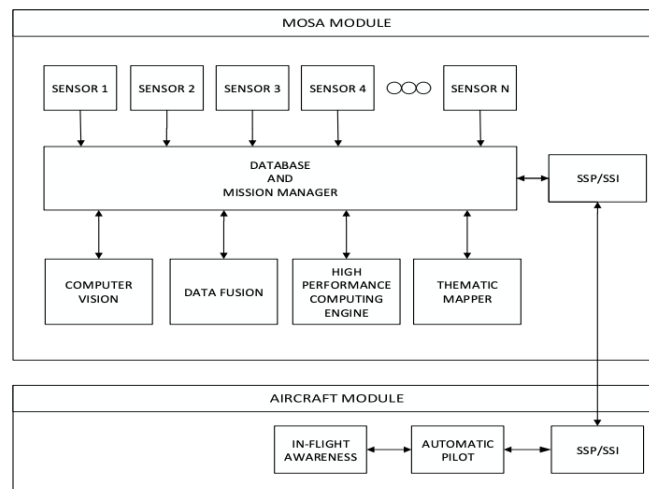 MOSA MODULE
SENSOR 1
SENSOR 2
SENSOR 3
SENSOR 4
SENSOR N
DATABASE
AND
MISSION MANAGER
SSP/SSI
COMPUTER
VISION
DATA FUSION
HIGH
PERFORMANCE
COMPUTING
ENGINE
THEMATIC
MAPPER
AIRCRAFT MODULE
IN-FLIGHT
AWARENESS
AUTOMATIC
PILOT
SSP/SSI